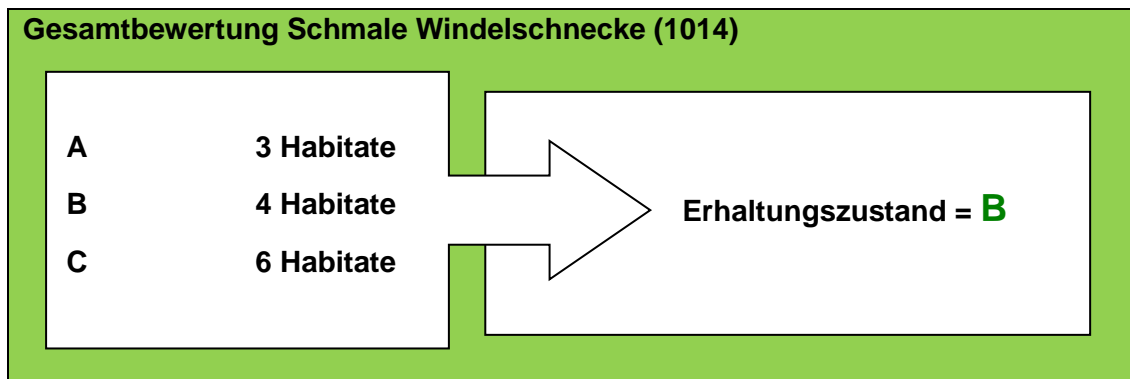 Gesamtbewertung Schmale Windelschnecke (1014)
A 3 Habitate
B 4 Habitate
C 6 Habitate
Erhaltungszustand = B